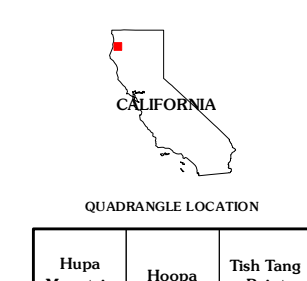 CALIFORNIA
QUADRANGLE LOCATION
Hupa
Hoopa
Tish Tang